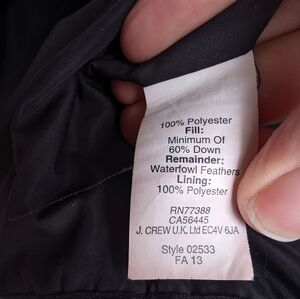 100% Polyester
Fill:
Minimum Of
60% Down
Remainder:
Waterfowl Feathers
Lining:
100% Polyester
RN77388
CA56445
J. CREW U.K. Ltd EC4V 6JA
Style 02533
FA 13